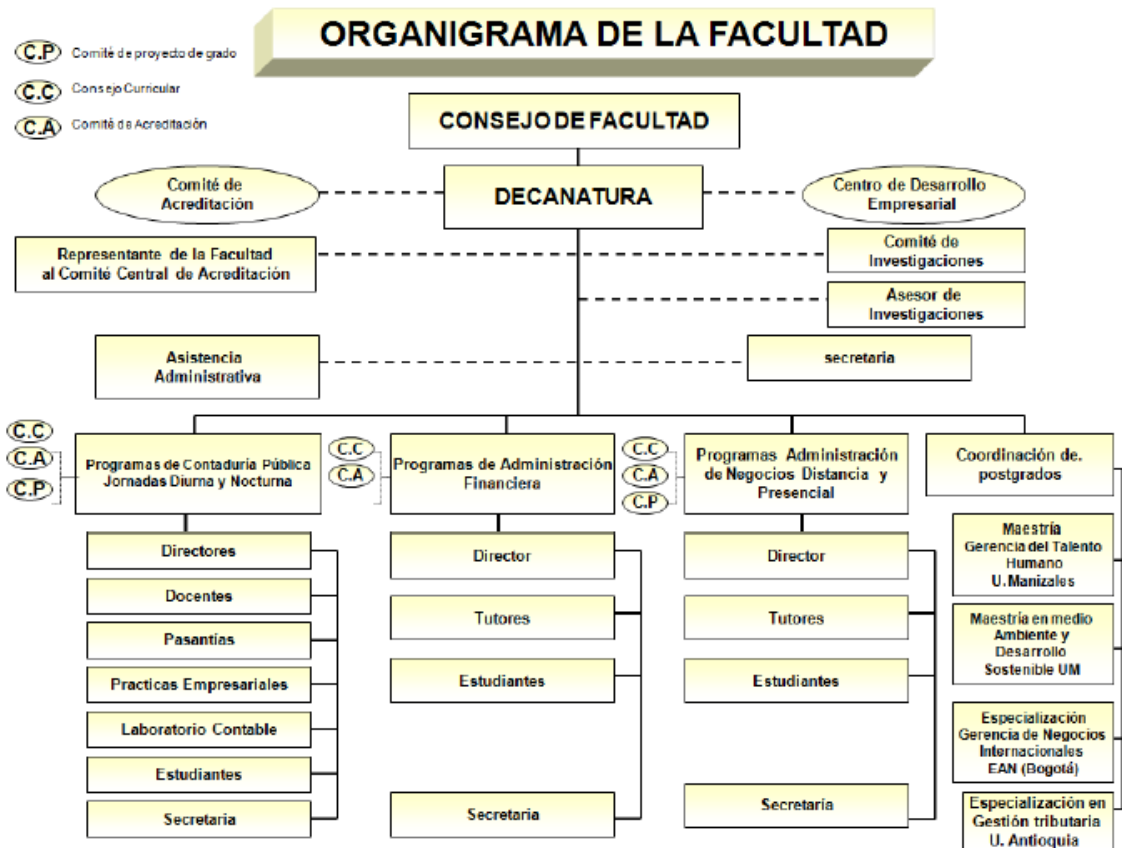 ORGANIGRAMA DE LA FACULTAD
C.P Comité de proyecto de grado
C.C Consejo Curricular
C.A Comité de Acreditación
CONSEJO DE FACULTAD
Comité de
Acreditación
DECANATURA
Centro de Desarrollo
Empresarial
Representante de la Facultad
al Comité Central de Acreditación
Comité de
Investigaciones
Asesor de
Investigaciones
Asistencia
Administrativa
secretaria
C.C
C.A
C.P
Programas de Contaduría Pública
Jornadas Diurna y Nocturna
C.C
C.A
Programas de Administración
Financiera
C.C
C.A
C.P
Programas Administración
de Negocios Distancia y
Presencial
Coordinación de.
postgrados
Directores
Docentes
Pasantías
Practicas Empresariales
Laboratorio Contable
Estudiantes
Secretaria
Director
Tutores
Estudiantes
Secretaria
Director
Tutores
Estudiantes
Secretaría
Maestría
Gerencia del Talento
Humano
U. Manizales
Maestría en medio
Ambiente y
Desarrollo
Sostenible UM
Especialización
Gerencia de Negocios
Internacionales
EAN (Bogotá)
Especialización en
Gestión tributaria
U. Antioquia